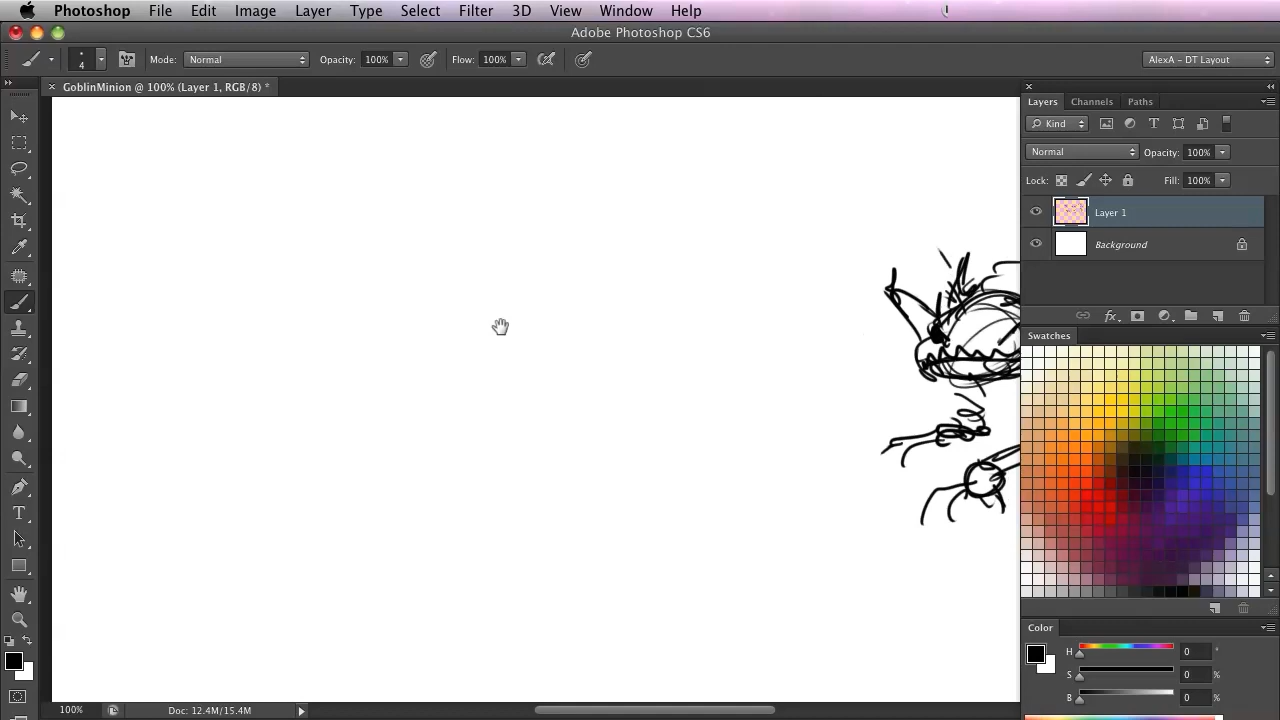 Photoshop File Edit Image Layer Type Select Filter 3D View Window Help
Adobe Photoshop CS6
4 Mode: Normal Opacity: 100% Flow: 100% AlexA - DT Layout
GoblinMinion @ 100% (Layer 1, RGB/8) *
Layers Channels Paths
Kind
Normal Opacity: 100%
Lock: Fill: 100%
Layer 1
Background
fx
Swatches
Color
H 0 °
S 0 %
B 0 %
100% Doc: 12.4M/15.4M